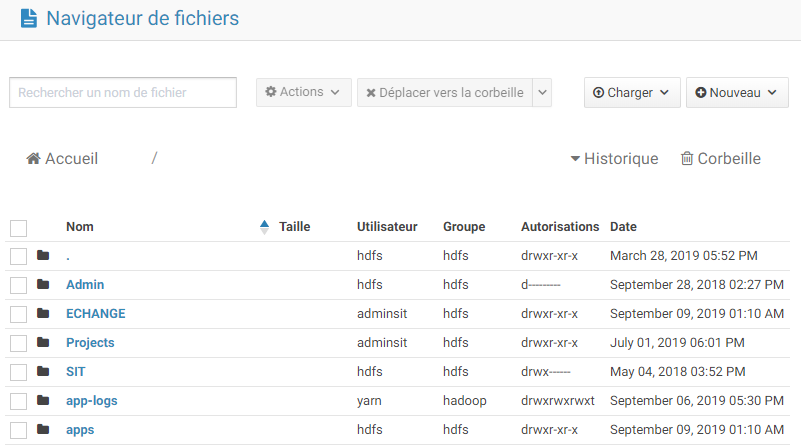 Navigateur de fichiers
Rechercher un nom de fichier Actions Déplacer vers la corbeille Charger Nouveau
Accueil / Historique Corbeille
Nom Taille Utilisateur Groupe Autorisations Date
. hdfs hdfs drwxr-xr-x March 28, 2019 05:52 PM
Admin hdfs hdfs d--------- September 28, 2018 02:27 PM
ECHANGE adminsit hdfs drwxr-xr-x September 09, 2019 01:10 AM
Projects adminsit hdfs drwxr-xr-x July 01, 2019 06:01 PM
SIT hdfs hdfs drwx------ May 04, 2018 03:52 PM
app-logs yarn hadoop drwxrwxrwxt September 06, 2019 05:30 PM
apps hdfs hdfs drwxr-xr-x September 09, 2019 01:10 AM